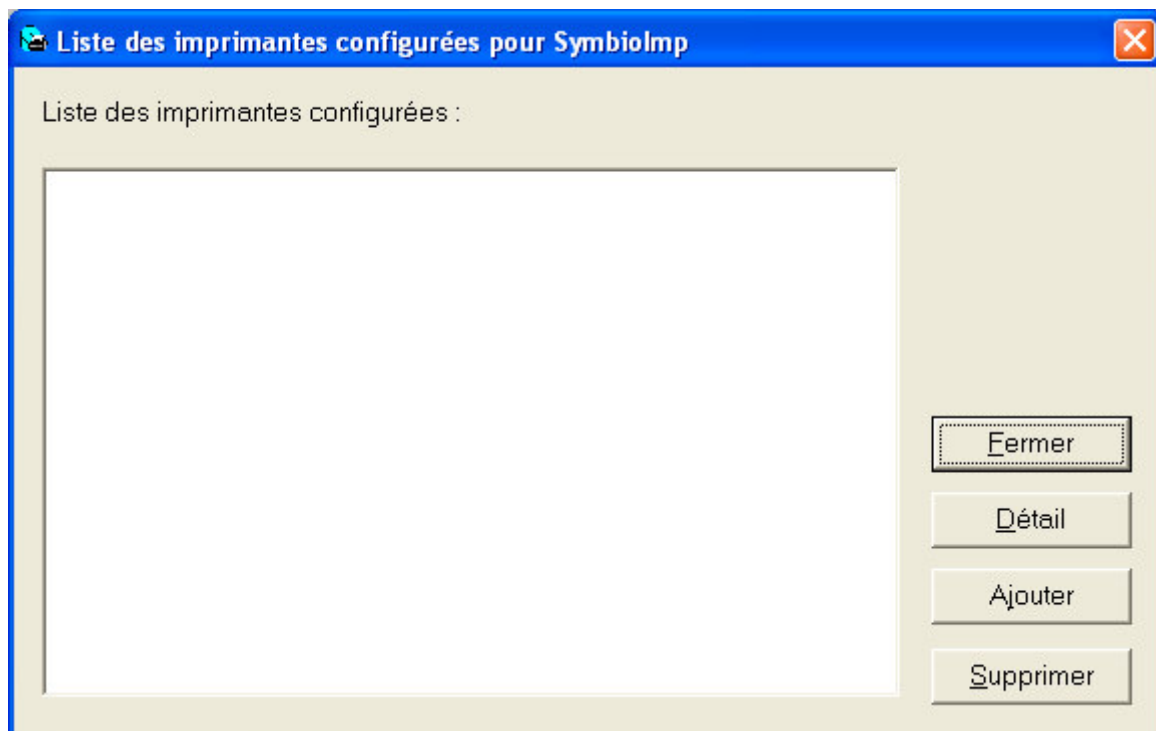 Liste des imprimantes configurées pour SymbioImp
Liste des imprimantes configurées :
Fermer
Détail
Ajouter
Supprimer